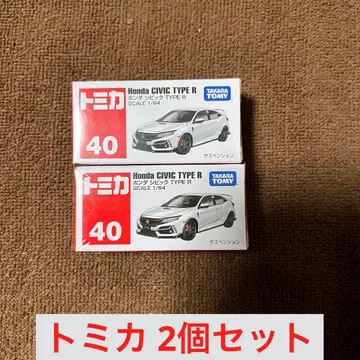 トミカ
40
Honda CIVIC TYPE R
ホンダ シビック TYPE R
SCALE 1/64
TAKARA TOMY
サスペンション
トミカ
40
Honda CIVIC TYPE R
ホンダ シビック TYPE R
SCALE 1/64
TAKARA TOMY
サスペンション
トミカ 2個セット